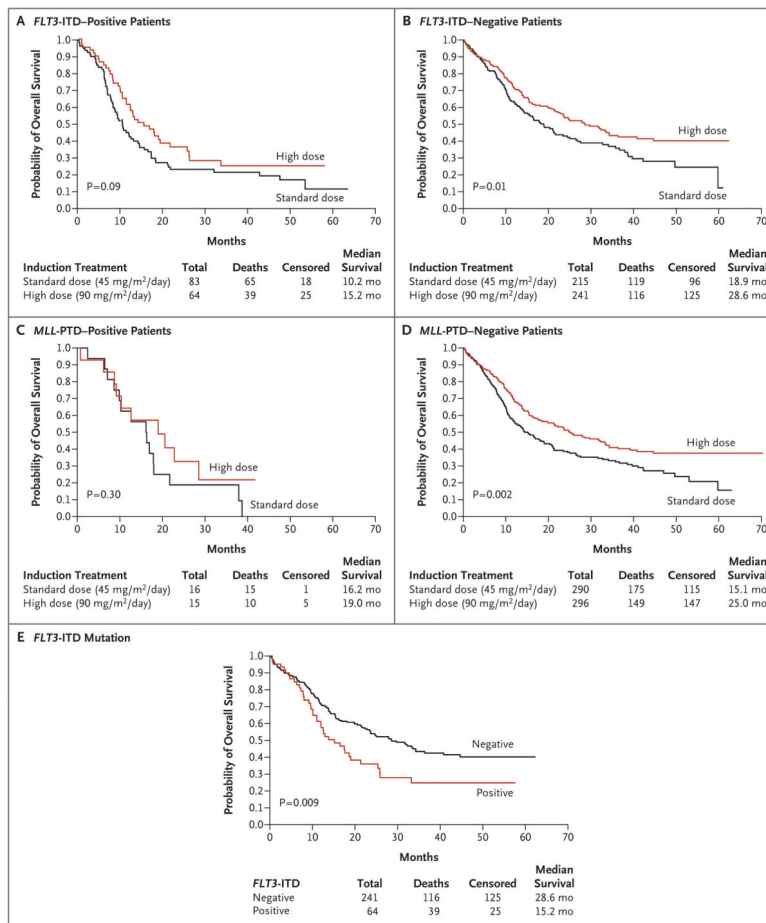 A FLT3-ITD–Positive Patients
Probability of Overall Survival
1.0
0.9
0.8
0.7
0.6
0.5
0.4
0.3
0.2
0.1
0.0
High dose
Standard dose
P=0.09
0 10 20 30 40 50 60 70
Months
Induction Treatment Total Deaths Censored Median Survival
Standard dose (45 mg/m²/day) 83 65 18 10.2 mo
High dose (90 mg/m²/day) 64 39 25 15.2 mo
B FLT3-ITD–Negative Patients
Probability of Overall Survival
1.0
0.9
0.8
0.7
0.6
0.5
0.4
0.3
0.2
0.1
0.0
High dose
Standard dose
P=0.01
0 10 20 30 40 50 60 70
Months
Induction Treatment Total Deaths Censored Median Survival
Standard dose (45 mg/m²/day) 215 119 96 18.9 mo
High dose (90 mg/m²/day) 241 116 125 28.6 mo
C MLL-PTD–Positive Patients
Probability of Overall Survival
1.0
0.9
0.8
0.7
0.6
0.5
0.4
0.3
0.2
0.1
0.0
High dose
P=0.30
Standard dose
0 10 20 30 40 50 60 70
Months
Induction Treatment Total Deaths Censored Median Survival
Standard dose (45 mg/m²/day) 16 15 1 16.2 mo
High dose (90 mg/m²/day) 15 10 5 19.0 mo
D MLL-PTD–Negative Patients
Probability of Overall Survival
1.0
0.9
0.8
0.7
0.6
0.5
0.4
0.3
0.2
0.1
0.0
High dose
P=0.002
Standard dose
0 10 20 30 40 50 60 70
Months
Induction Treatment Total Deaths Censored Median Survival
Standard dose (45 mg/m²/day) 290 175 115 15.1 mo
High dose (90 mg/m²/day) 296 149 147 25.0 mo
E FLT3-ITD Mutation
Probability of Overall Survival
1.0
0.9
0.8
0.7
0.6
0.5
0.4
0.3
0.2
0.1
0.0
Negative
Positive
P=0.009
0 10 20 30 40 50 60 70
Months
FLT3-ITD Total Deaths Censored Median Survival
Negative 241 116 125 28.6 mo
Positive 64 39 25 15.2 mo